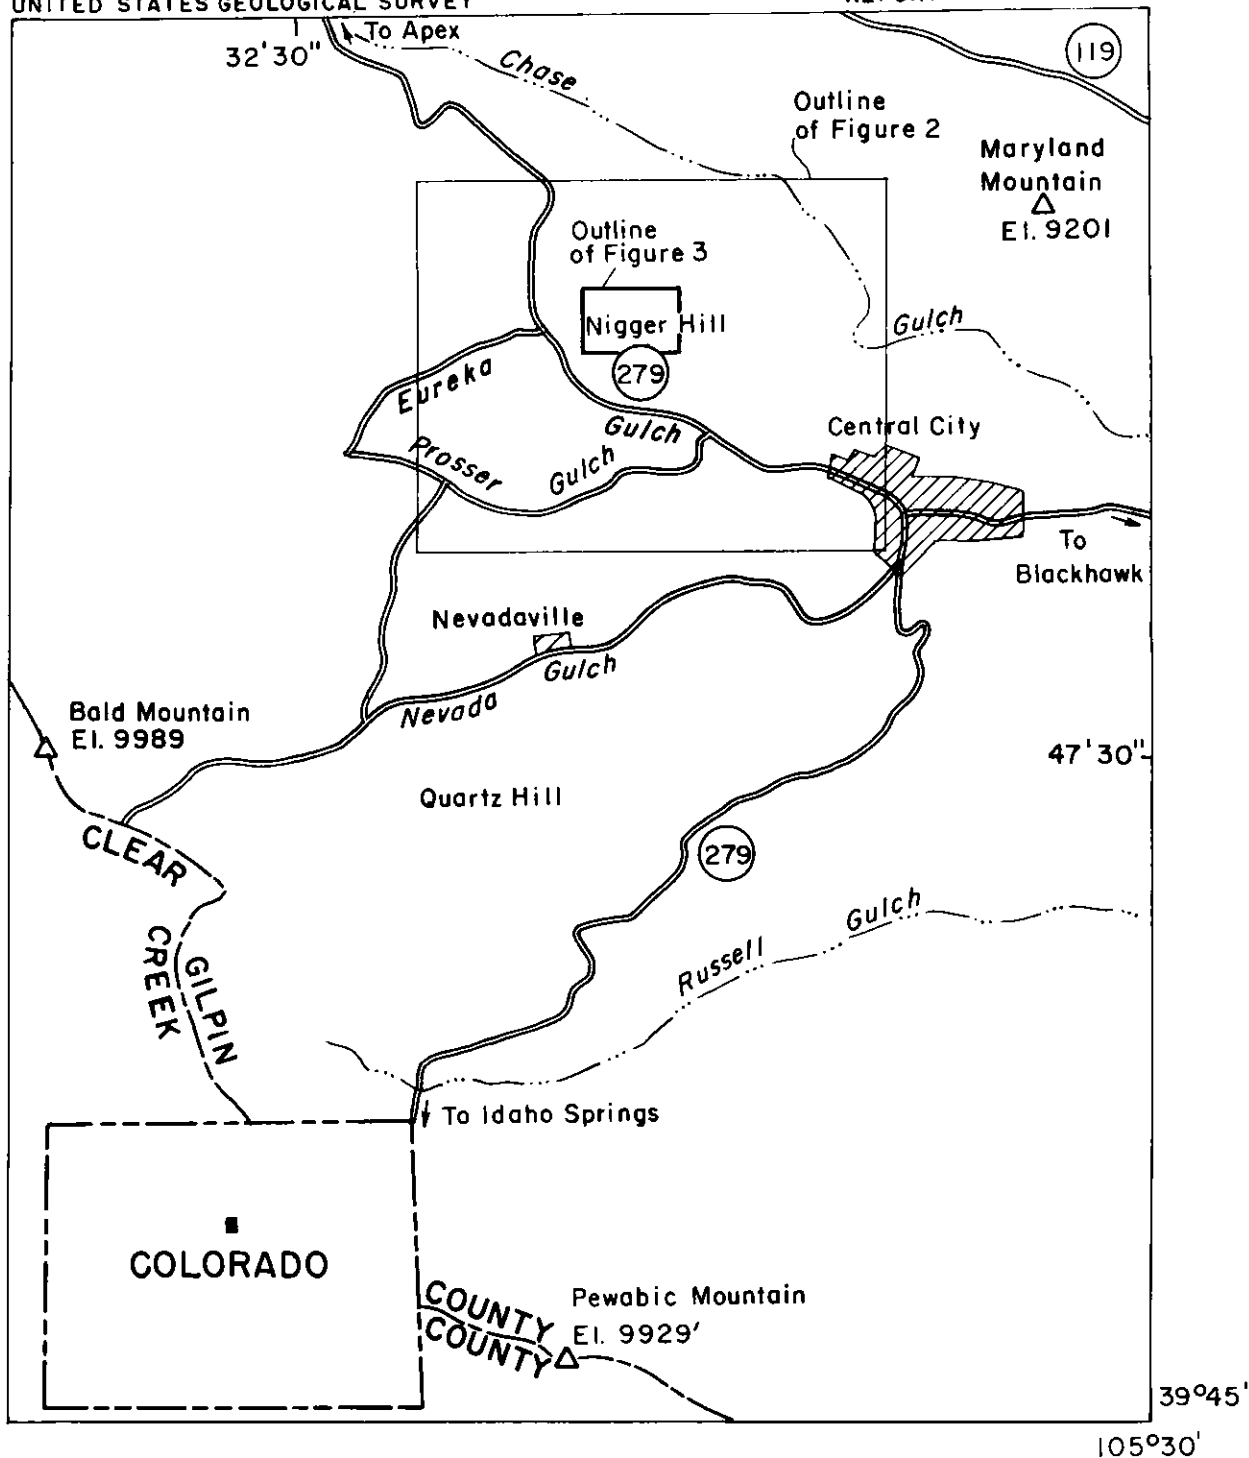 UNITED STATES GEOLOGICAL SURVEY
32'30"
To Apex
Chase
119
Outline
of Figure 2
Maryland
Mountain
El. 9201
Outline
of Figure 3
Nigger Hill
279
Gulch
Eureka
Gulch
Central City
Prosser
Gulch
To
Blackhawk
Nevadaville
Gulch
Nevada
Bald Mountain
El. 9989
47'30"
Quartz Hill
CLEAR
CREEK
GILPIN
279
Gulch
Russell
To Idaho Springs
COLORADO
COUNTY
COUNTY
Pewabic Mountain
El. 9929'
39°45'
105°30'